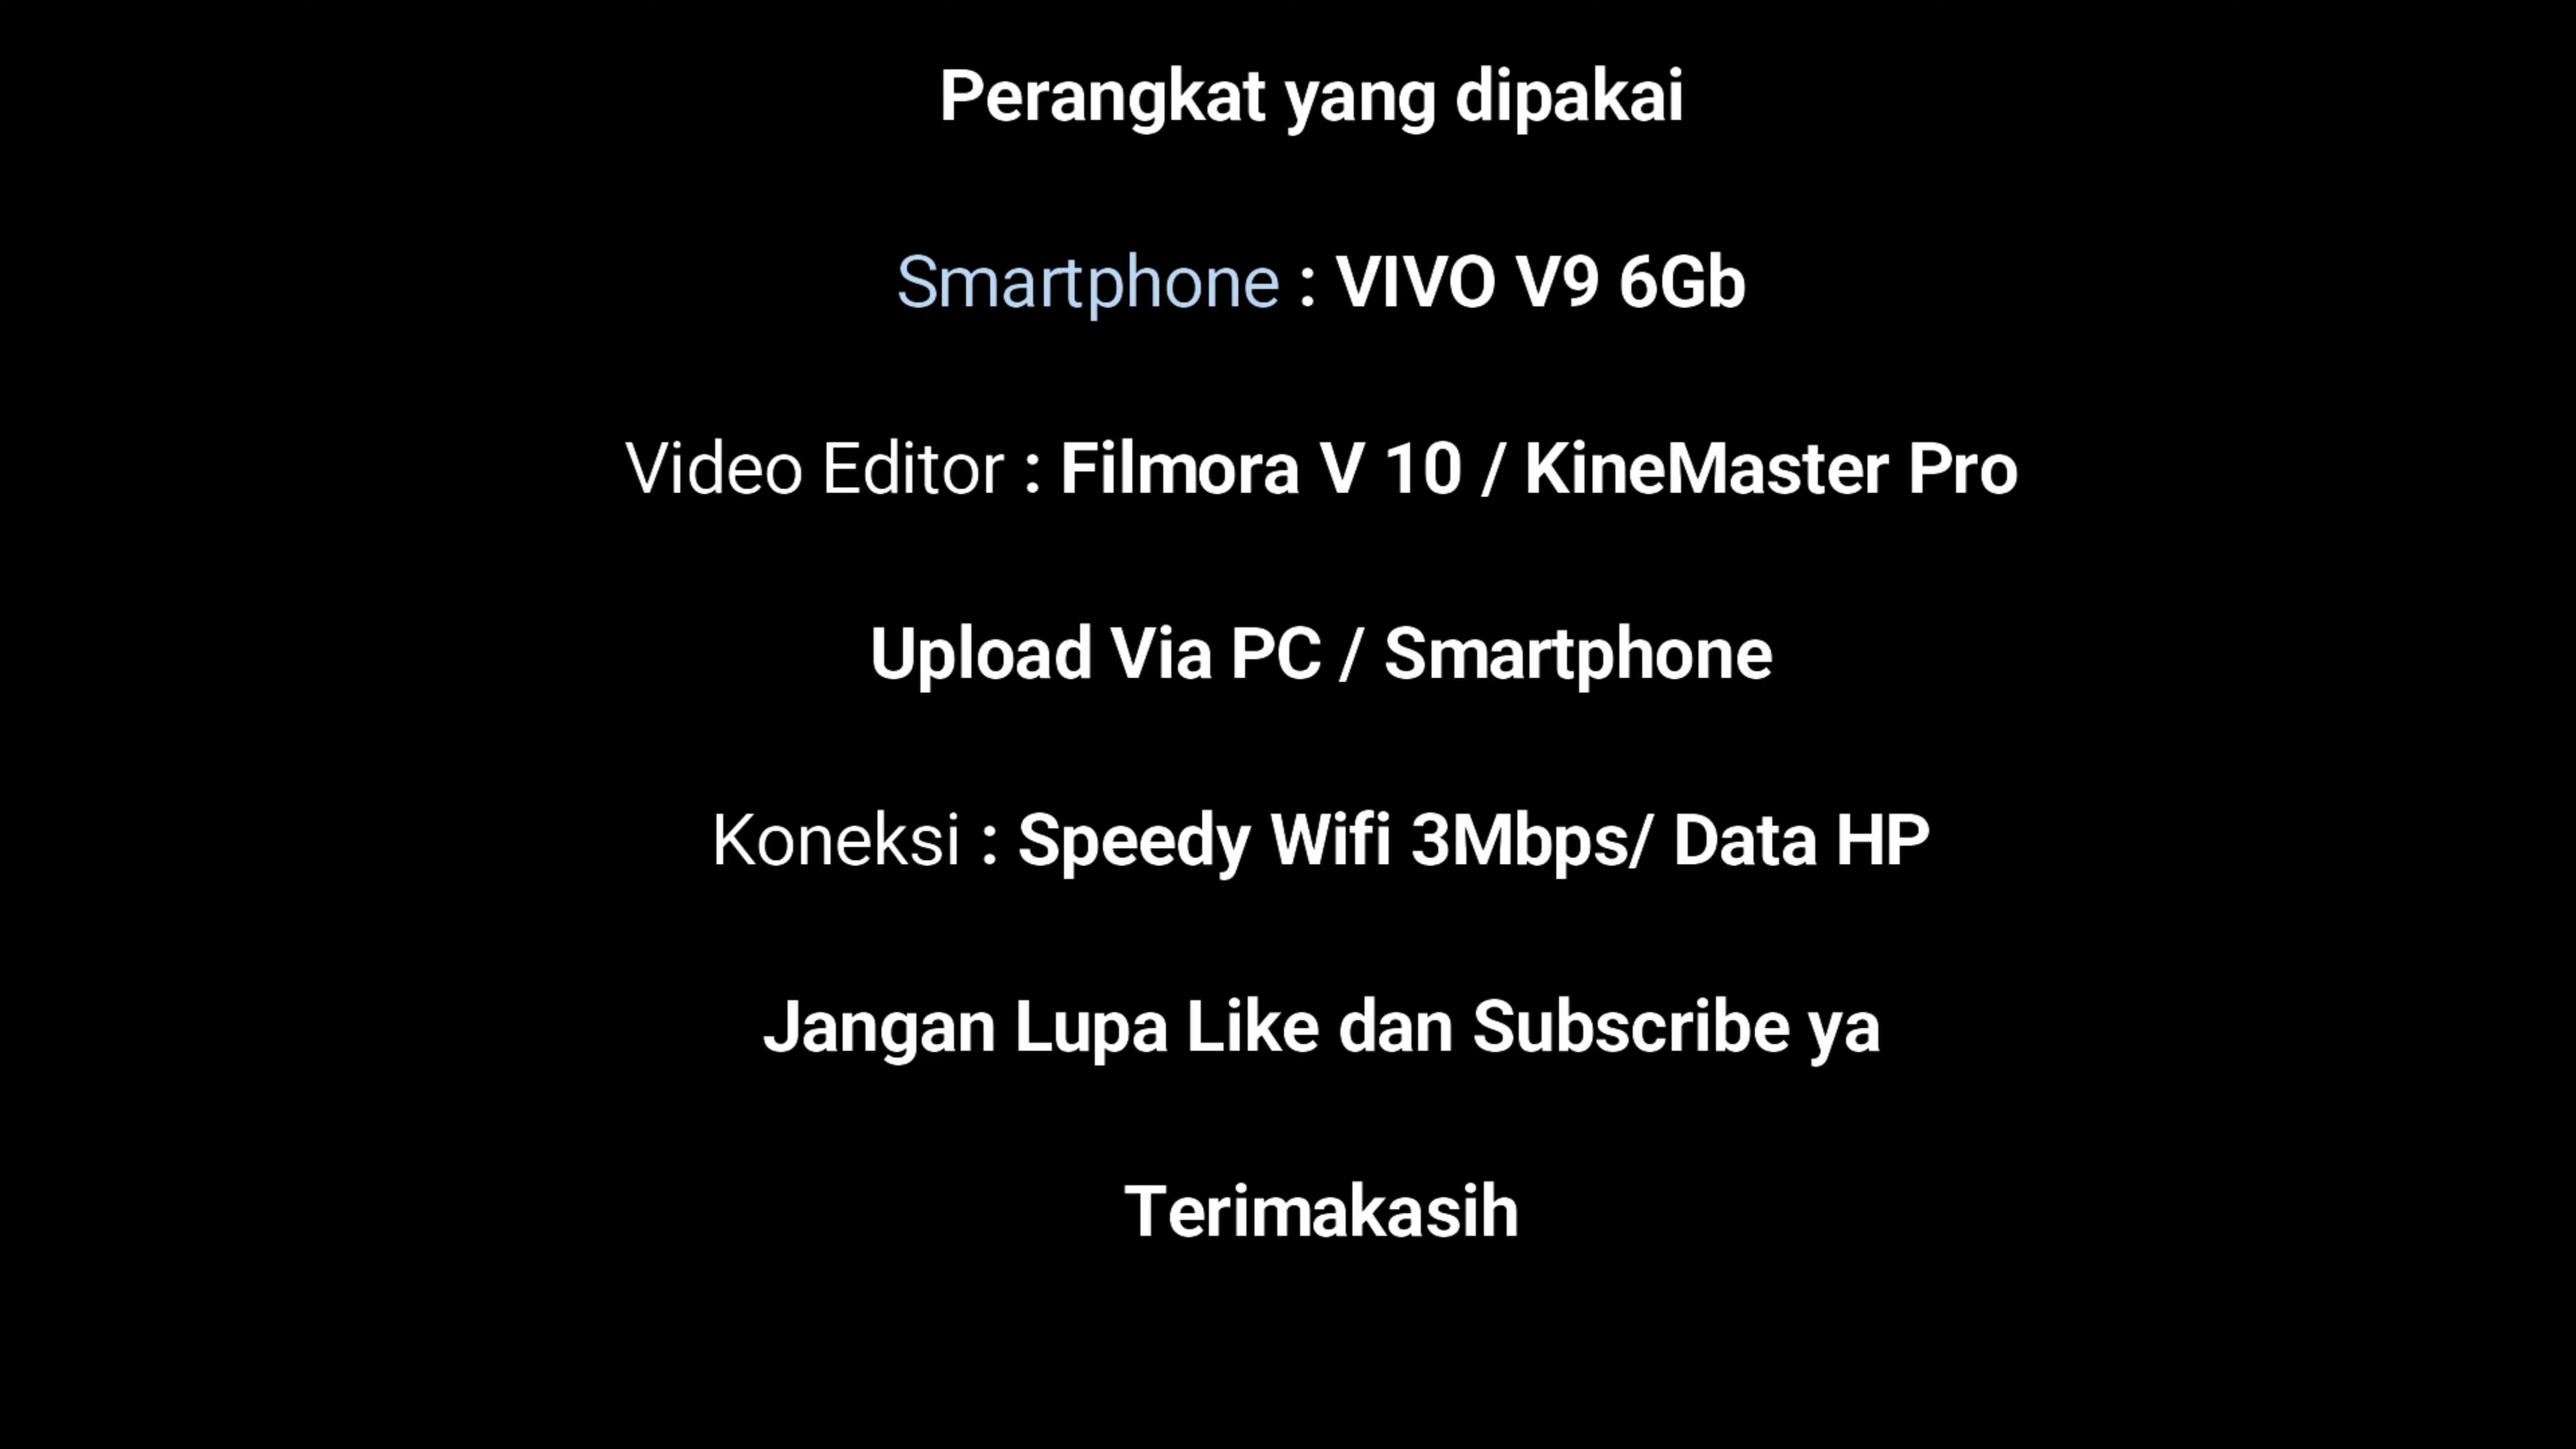 Perangkat yang dipakai
Smartphone : VIVO V9 6Gb
Video Editor : Filmora V 10 / KineMaster Pro
Upload Via PC / Smartphone
Koneksi : Speedy Wifi 3Mbps/ Data HP
Jangan Lupa Like dan Subscribe ya
Terimakasih